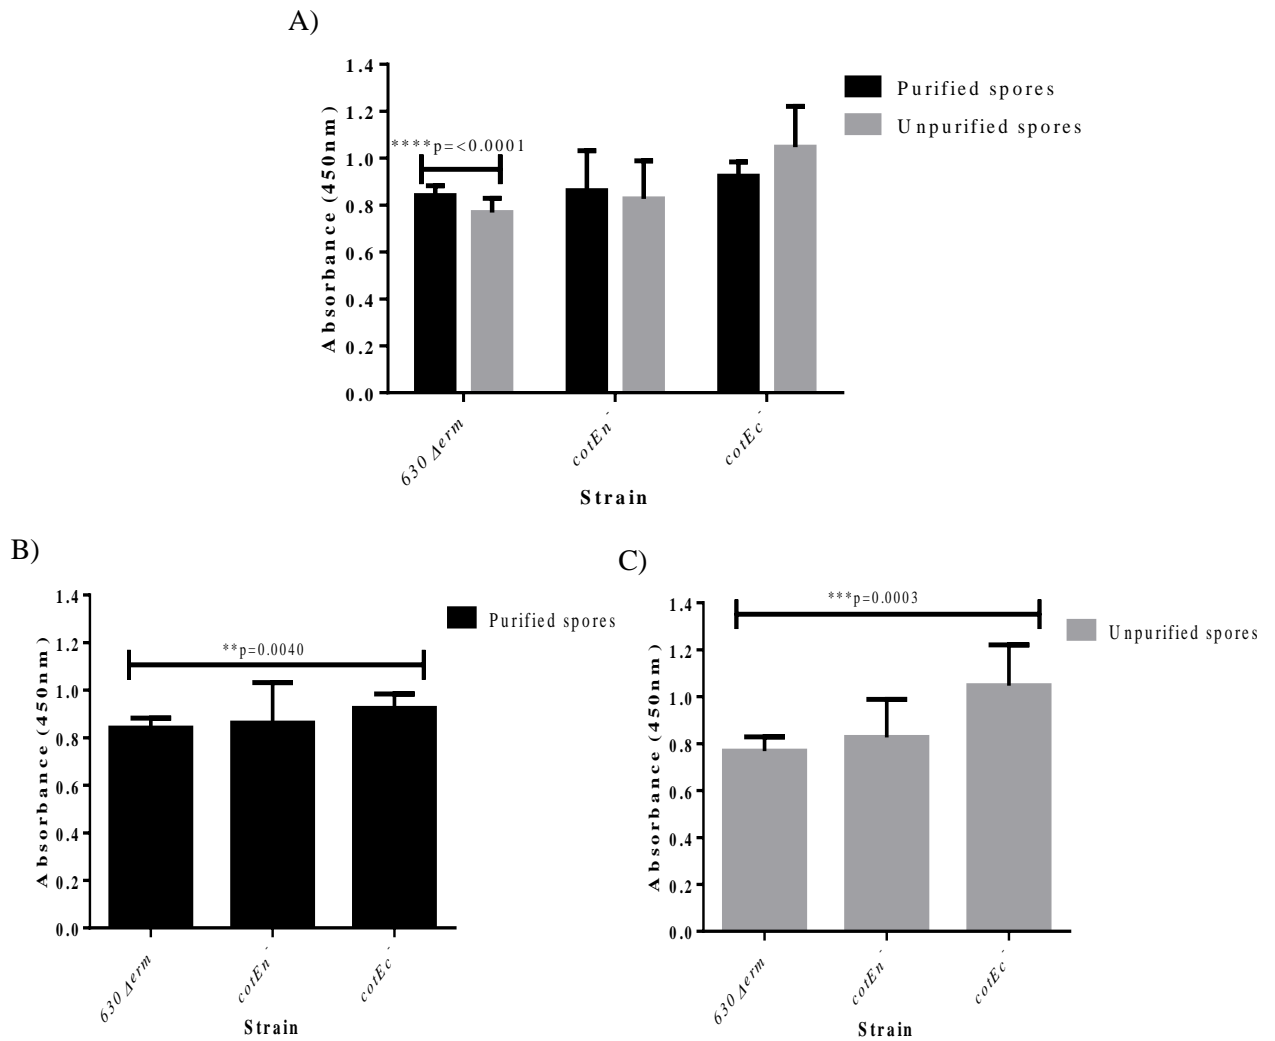 A)
Absorbance (450nm)
1.4
1.2
1.0
0.8
0.6
0.4
0.2
0.0
****p=<0.0001
Purified spores
Unpurified spores
630 Δerm
cotEn-
cotEc-
Strain
B)
Absorbance (450nm)
1.4
1.2
1.0
0.8
0.6
0.4
0.2
0.0
**p=0.0040
Purified spores
630 Δerm
cotEn-
cotEc-
Strain
C)
Absorbance (450nm)
1.4
1.2
1.0
0.8
0.6
0.4
0.2
0.0
***p=0.0003
Unpurified spores
630 Δerm
cotEn-
cotEc-
Strain